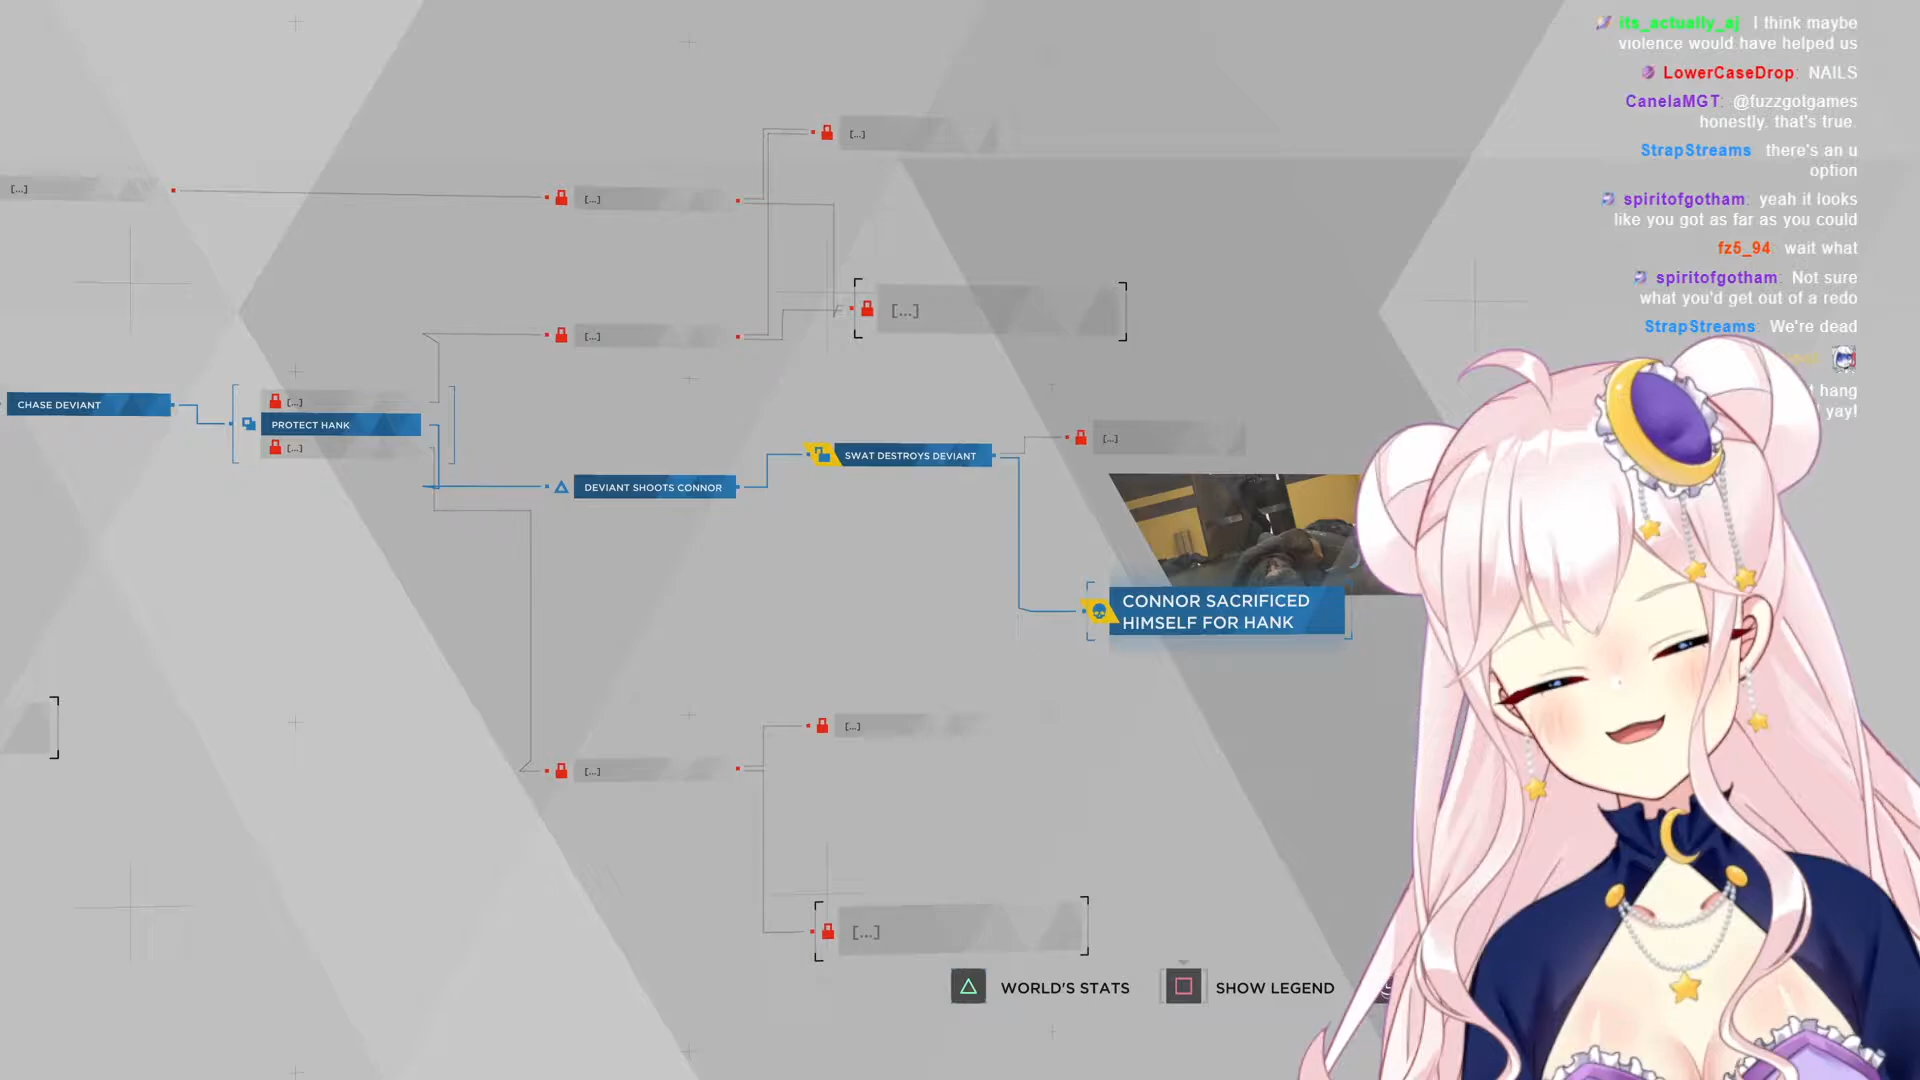 [...]
[...]
[...]
[...]
[...]
CHASE DEVIANT
[...]
PROTECT HANK
[...]
DEVIANT SHOOTS CONNOR
SWAT DESTROYS DEVIANT
[...]
CONNOR SACRIFICED
HIMSELF FOR HANK
[...]
[...]
[...]
WORLD'S STATS
SHOW LEGEND
its_actually_aj I think maybe
violence would have helped us
LowerCaseDrop: NAILS
CanelaMGT: @fuzzgotgames
honestly. that's true.
StrapStreams there's an u
option
spiritofgotham: yeah it looks
like you got as far as you could
fz5_94 wait what
spiritofgotham: Not sure
what you'd get out of a redo
StrapStreams: We're dead
hang
yay!